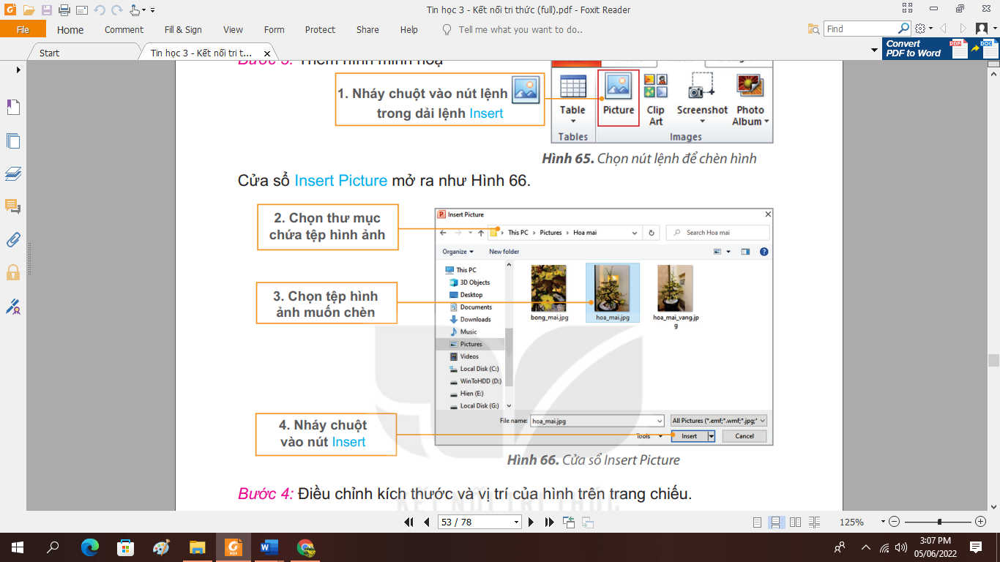 Tin học 3 - Kết nối tri thức (full).pdf - Foxit Reader
File Home Comment Fill & Sign View Form Protect Share Help Tell me what you want to do.. Find
Start Tin học 3 - Kết nối tri t... × Convert PDF to Word PDF DOC
Bước 3: Thêm hình minh hoạ
1. Nháy chuột vào nút lệnh
trong dải lệnh Insert
Table Picture Clip Art Screenshot Photo Album
Tables Images
Hình 65. Chọn nút lệnh để chèn hình
Cửa sổ Insert Picture mở ra như Hình 66.
2. Chọn thư mục
chứa tệp hình ảnh
3. Chọn tệp hình
ảnh muốn chèn
4. Nháy chuột
vào nút Insert
Insert Picture
This PC > Pictures > Hoa mai Search Hoa mai
Organize New folder
This PC
3D Objects
Desktop
Documents
Downloads
Music
Pictures
Videos
Local Disk (C:)
WinToHDD (D:)
Hien (E:)
Local Disk (G:)
bong_mai.jpg hoa_mai.jpg hoa_mai_vang.jp
g
File name: hoa_mai.jpg All Pictures (*.emf;*.wmf;*.jpg;*
Tools Insert Cancel
Hình 66. Cửa sổ Insert Picture
Bước 4: Điều chỉnh kích thước và vị trí của hình trên trang chiếu.
KẾT NỐI TRI THỨC
53 / 78 125%
3:07 PM
05/06/2022